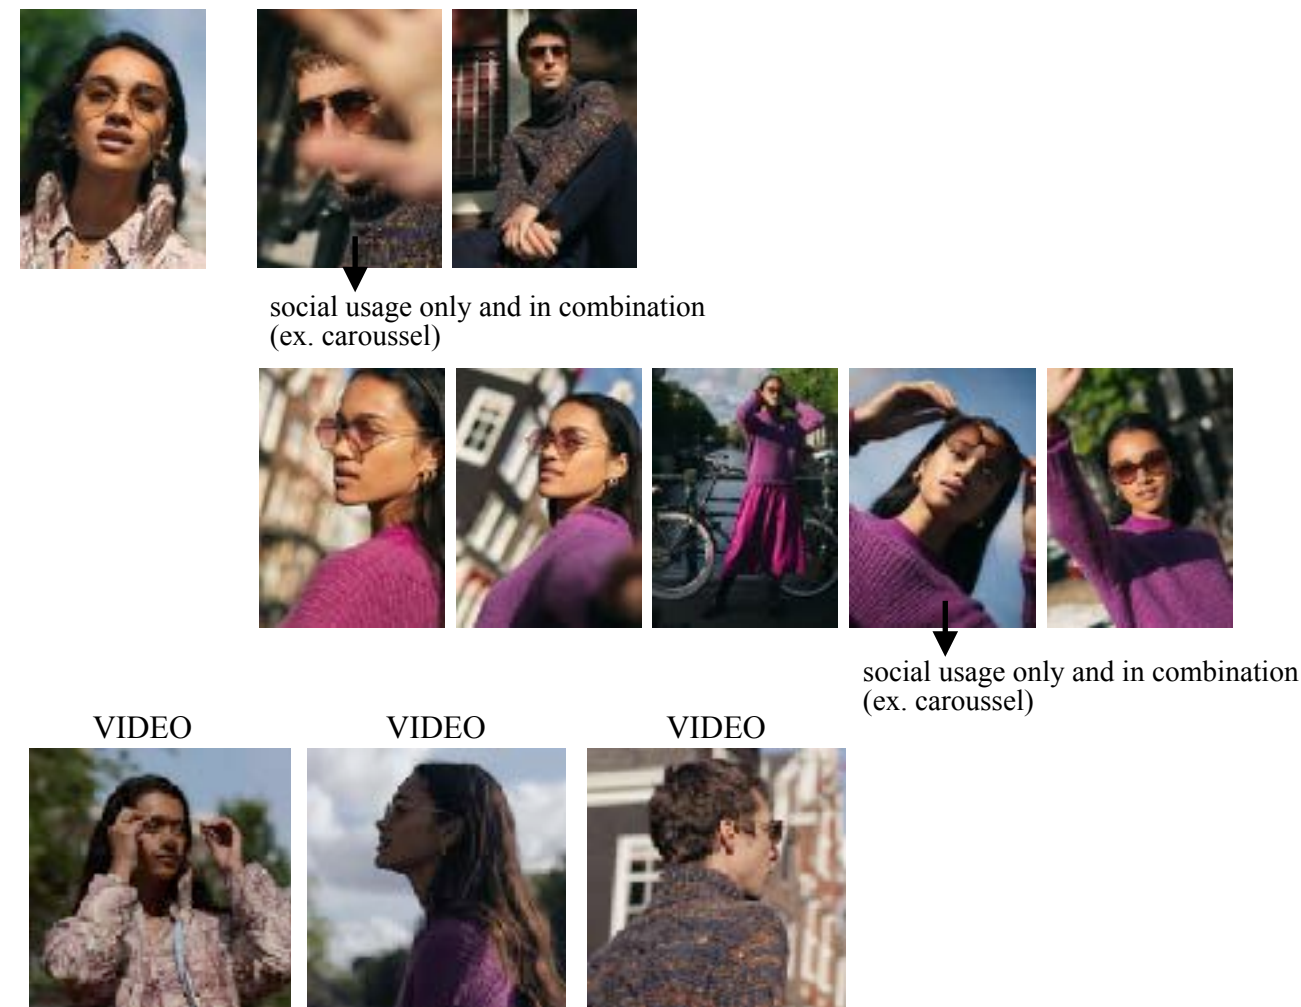 social usage only and in combination
(ex. caroussel)
social usage only and in combination
(ex. caroussel)
VIDEO
VIDEO
VIDEO